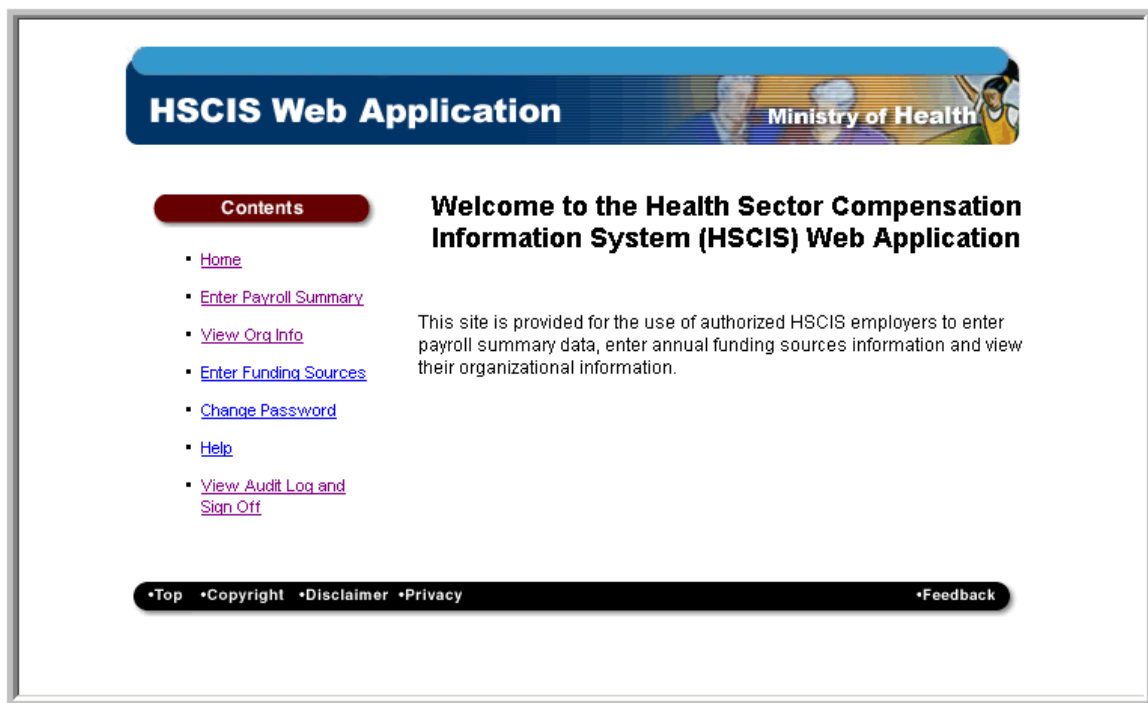 HSCIS Web Application
Ministry of Health
Contents
Home
Enter Payroll Summary
View Org Info
Enter Funding Sources
Change Password
Help
View Audit Log and
Sign Off
Welcome to the Health Sector Compensation
Information System (HSCIS) Web Application
This site is provided for the use of authorized HSCIS employers to enter
payroll summary data, enter annual funding sources information and view
their organizational information.
•Top •Copyright •Disclaimer •Privacy •Feedback